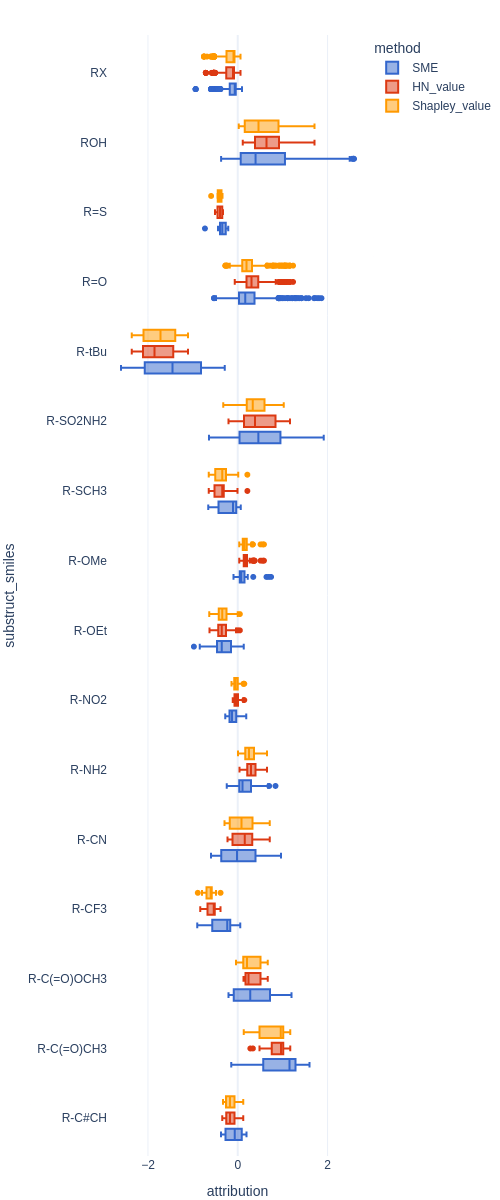 method
SME
HN_value
Shapley_value
RX
ROH
R=S
R=O
R-tBu
R-SO2NH2
R-SCH3
R-OMe
R-OEt
R-NO2
R-NH2
R-CN
R-CF3
R-C(=O)OCH3
R-C(=O)CH3
R-C#CH
substruct_smiles
−2
0
2
attribution